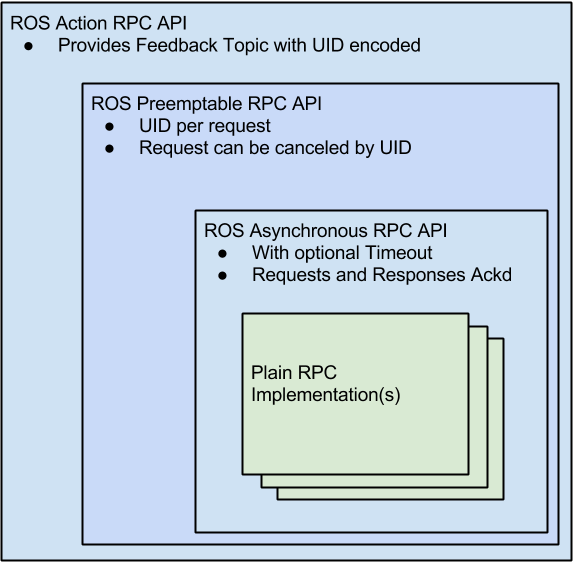 ROS Action RPC API
● Provides Feedback Topic with UID encoded
ROS Preemptable RPC API
● UID per request
● Request can be canceled by UID
ROS Asynchronous RPC API
● With optional Timeout
● Requests and Responses Ackd
Plain RPC
Implementation(s)